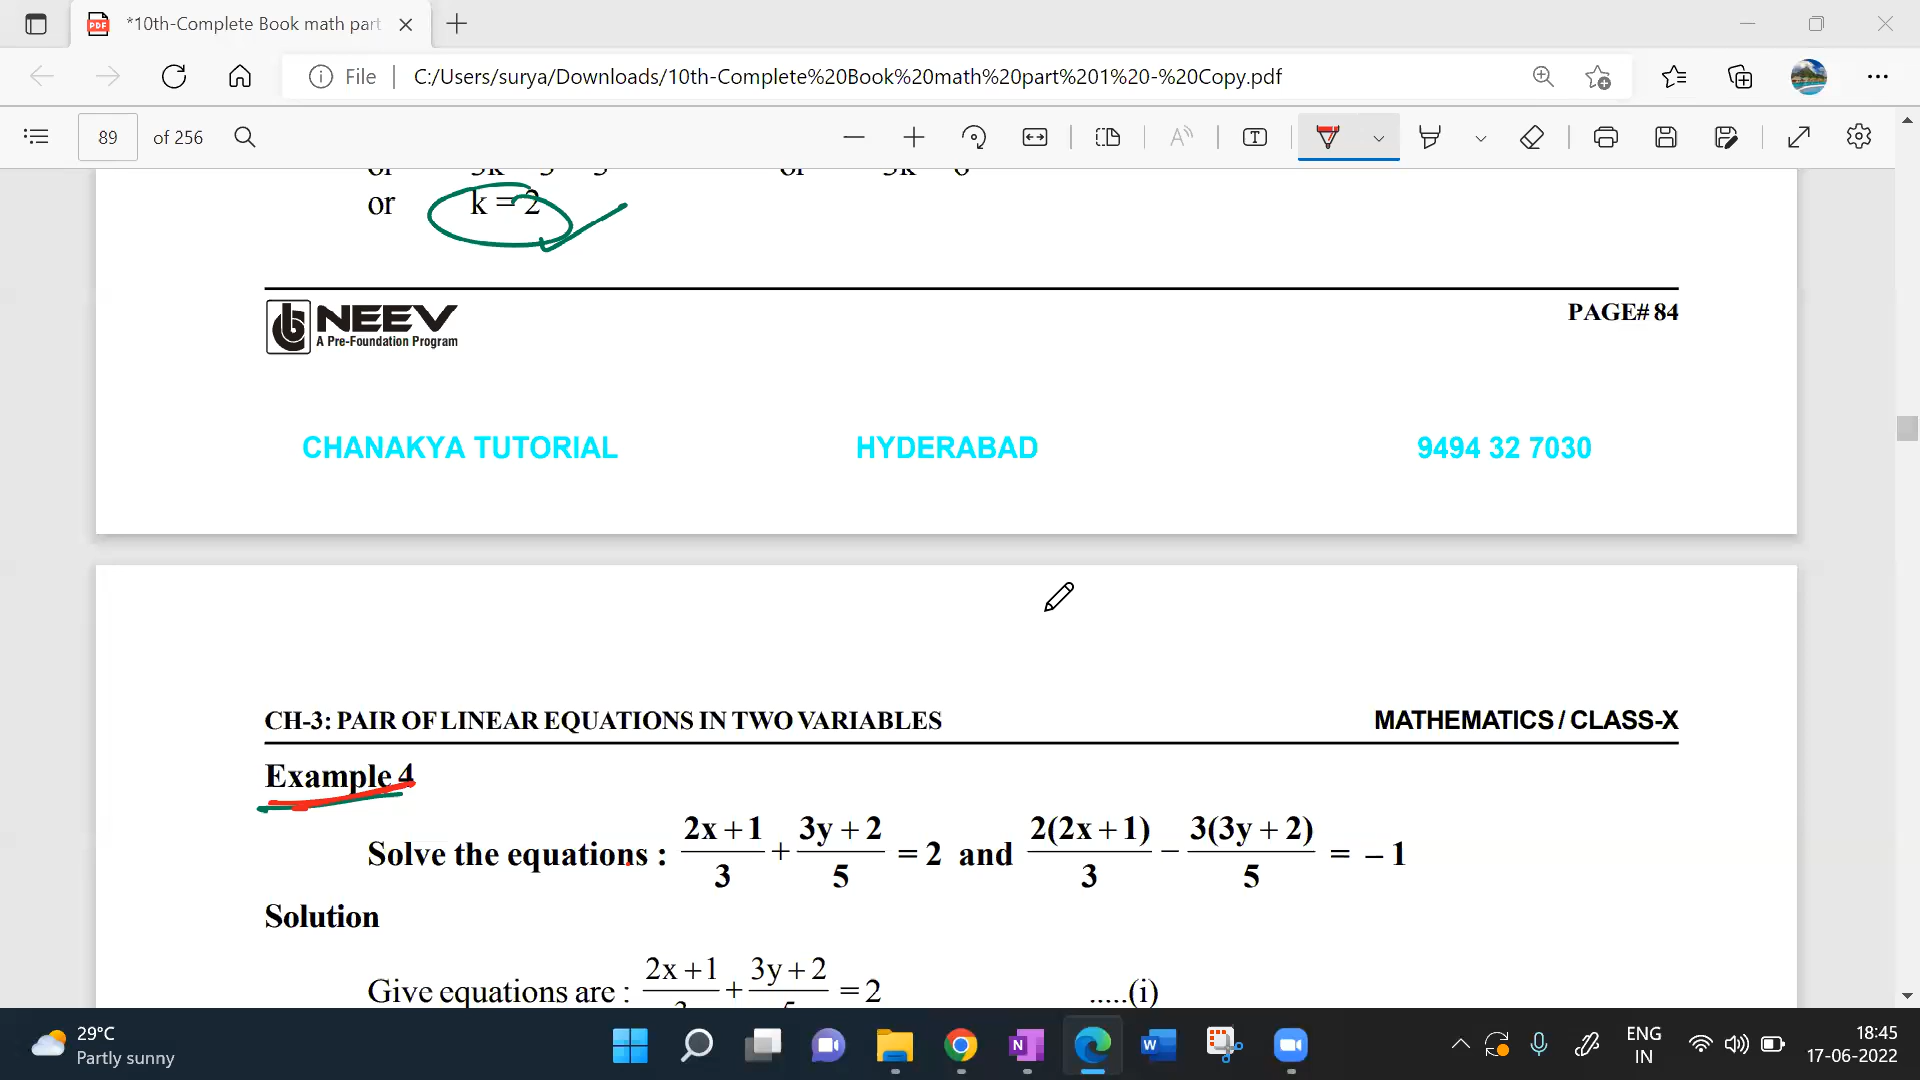 *10th-Complete Book math part
File
C:/Users/surya/Downloads/10th-Complete%20Book%20math%20part%201%20-%20Copy.pdf
89 of 256
or k = 2
NEEV
A Pre-Foundation Program
PAGE# 84
CHANAKYA TUTORIAL HYDERABAD 9494 32 7030
CH-3: PAIR OF LINEAR EQUATIONS IN TWO VARIABLES MATHEMATICS / CLASS-X
Example 4
Solve the equations : (2x + 1)/3 + (3y + 2)/5 = 2 and 2(2x + 1)/3 – 3(3y + 2)/5 = – 1
Solution
Give equations are : 2x + 1 + 3y + 2 = 2 .....(i)
29°C
Partly sunny
ENG
IN
18:45
17-06-2022